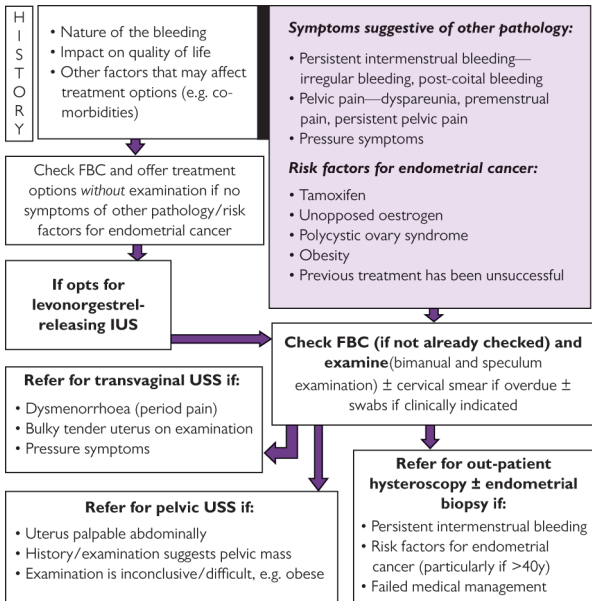 H
I
S
T
O
R
Y
• Nature of the bleeding
• Impact on quality of life
• Other factors that may affect
treatment options (e.g. co-
morbidities)
Symptoms suggestive of other pathology:
• Persistent intermenstrual bleeding—
irregular bleeding, post-coital bleeding
• Pelvic pain—dyspareunia, premenstrual
pain, persistent pelvic pain
• Pressure symptoms
Risk factors for endometrial cancer:
• Tamoxifen
• Unopposed oestrogen
• Polycystic ovary syndrome
• Obesity
• Previous treatment has been unsuccessful
Check FBC and offer treatment
options without examination if no
symptoms of other pathology/risk
factors for endometrial cancer
If opts for
levonorgestrel-
releasing IUS
Check FBC (if not already checked) and
examine(bimanual and speculum
examination) ± cervical smear if overdue ±
swabs if clinically indicated
Refer for transvaginal USS if:
• Dysmenorrhoea (period pain)
• Bulky tender uterus on examination
• Pressure symptoms
Refer for pelvic USS if:
• Uterus palpable abdominally
• History/examination suggests pelvic mass
• Examination is inconclusive/difficult, e.g. obese
Refer for out-patient
hysteroscopy ± endometrial
biopsy if:
• Persistent intermenstrual bleeding
• Risk factors for endometrial
cancer (particularly if >40y)
• Failed medical management